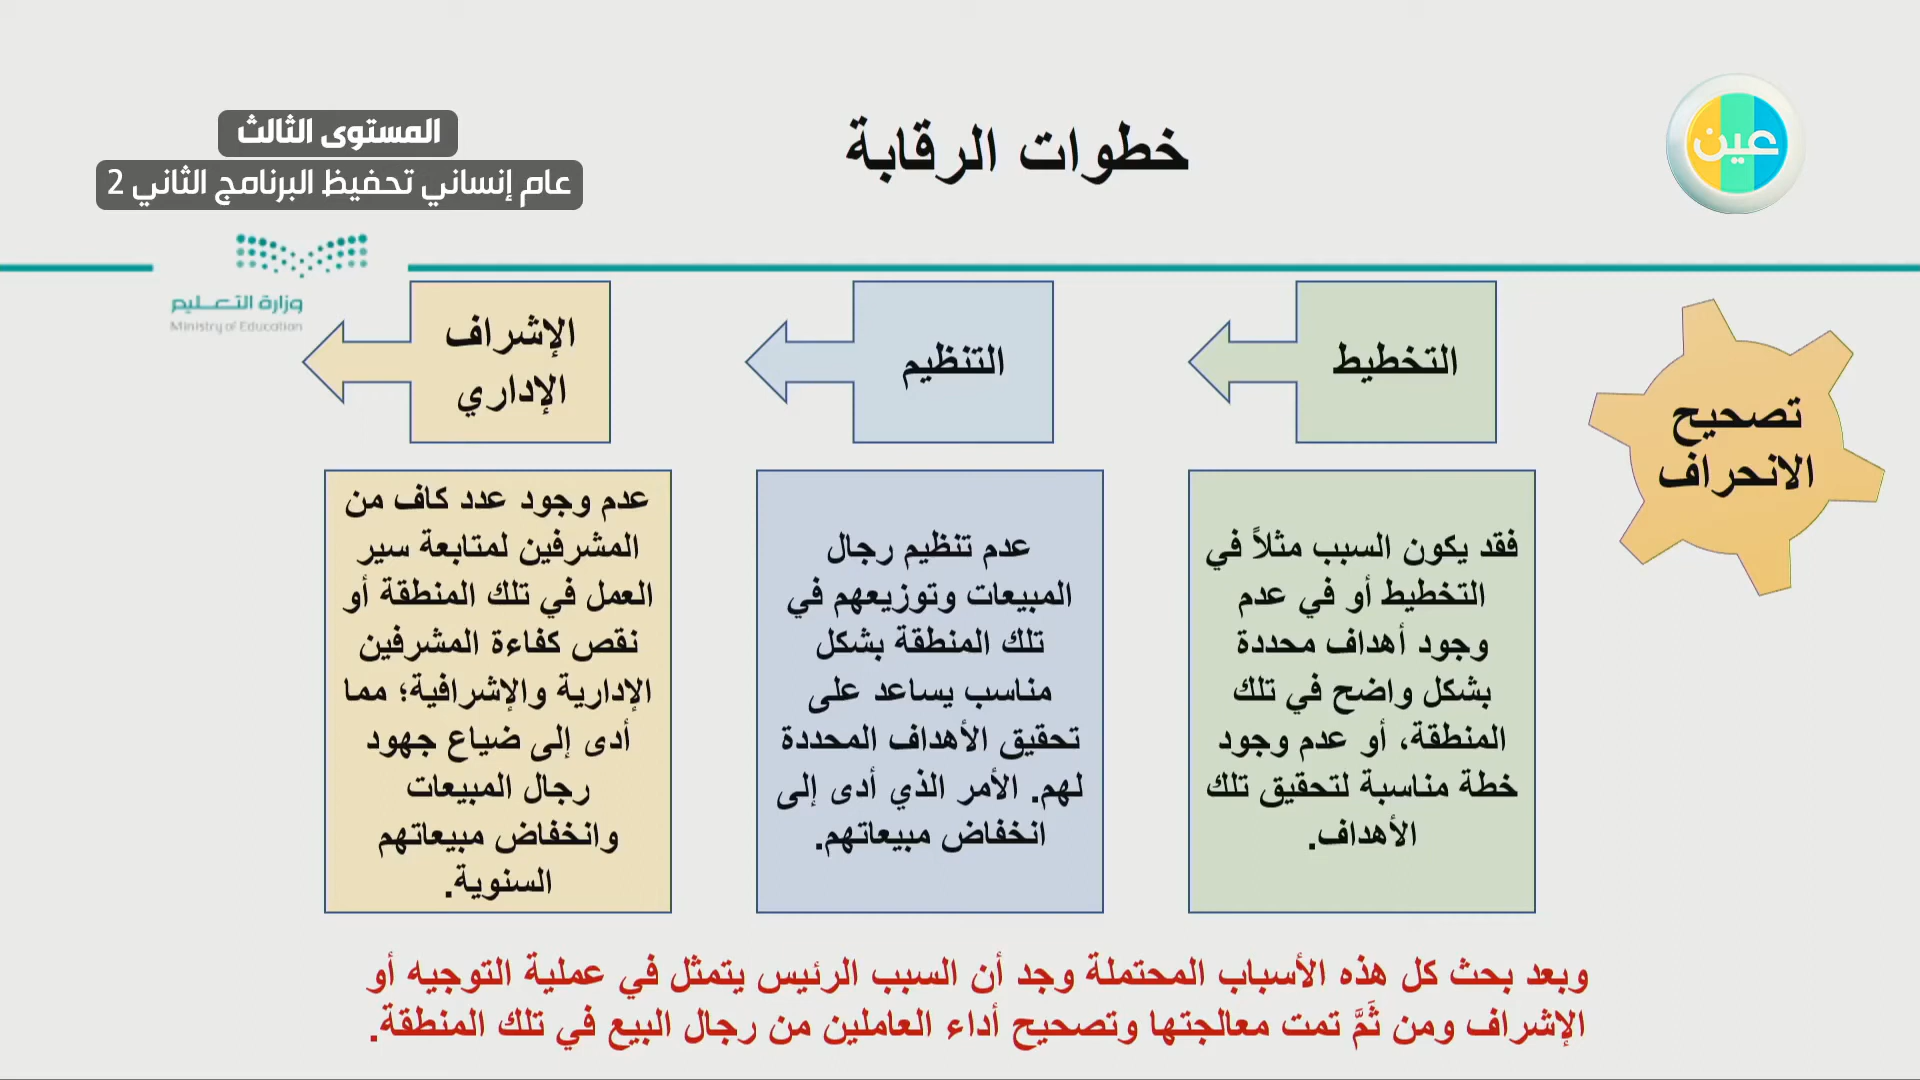 خطوات الرقابة
عين
المستوى الثالث
عام إنساني تحفيظ البرنامج الثاني 2
وزارة التعليم
Ministry of Education
تصحيح
الانحراف
التخطيط
فقد يكون السبب مثلاً في
التخطيط أو في عدم
وجود أهداف محددة
بشكل واضح في تلك
المنطقة، أو عدم وجود
خطة مناسبة لتحقيق تلك
الأهداف.
التنظيم
عدم تنظيم رجال
المبيعات وتوزيعهم في
تلك المنطقة بشكل
مناسب يساعد على
تحقيق الأهداف المحددة
لهم. الأمر الذي أدى إلى
انخفاض مبيعاتهم.
الإشراف
الإداري
عدم وجود عدد كاف من
المشرفين لمتابعة سير
العمل في تلك المنطقة أو
نقص كفاءة المشرفين
الإدارية والإشرافية؛ مما
أدى إلى ضياع جهود
رجال المبيعات
وانخفاض مبيعاتهم
السنوية.
وبعد بحث كل هذه الأسباب المحتملة وجد أن السبب الرئيس يتمثل في عملية التوجيه أو
الإشراف ومن ثَمَّ تمت معالجتها وتصحيح أداء العاملين من رجال البيع في تلك المنطقة.